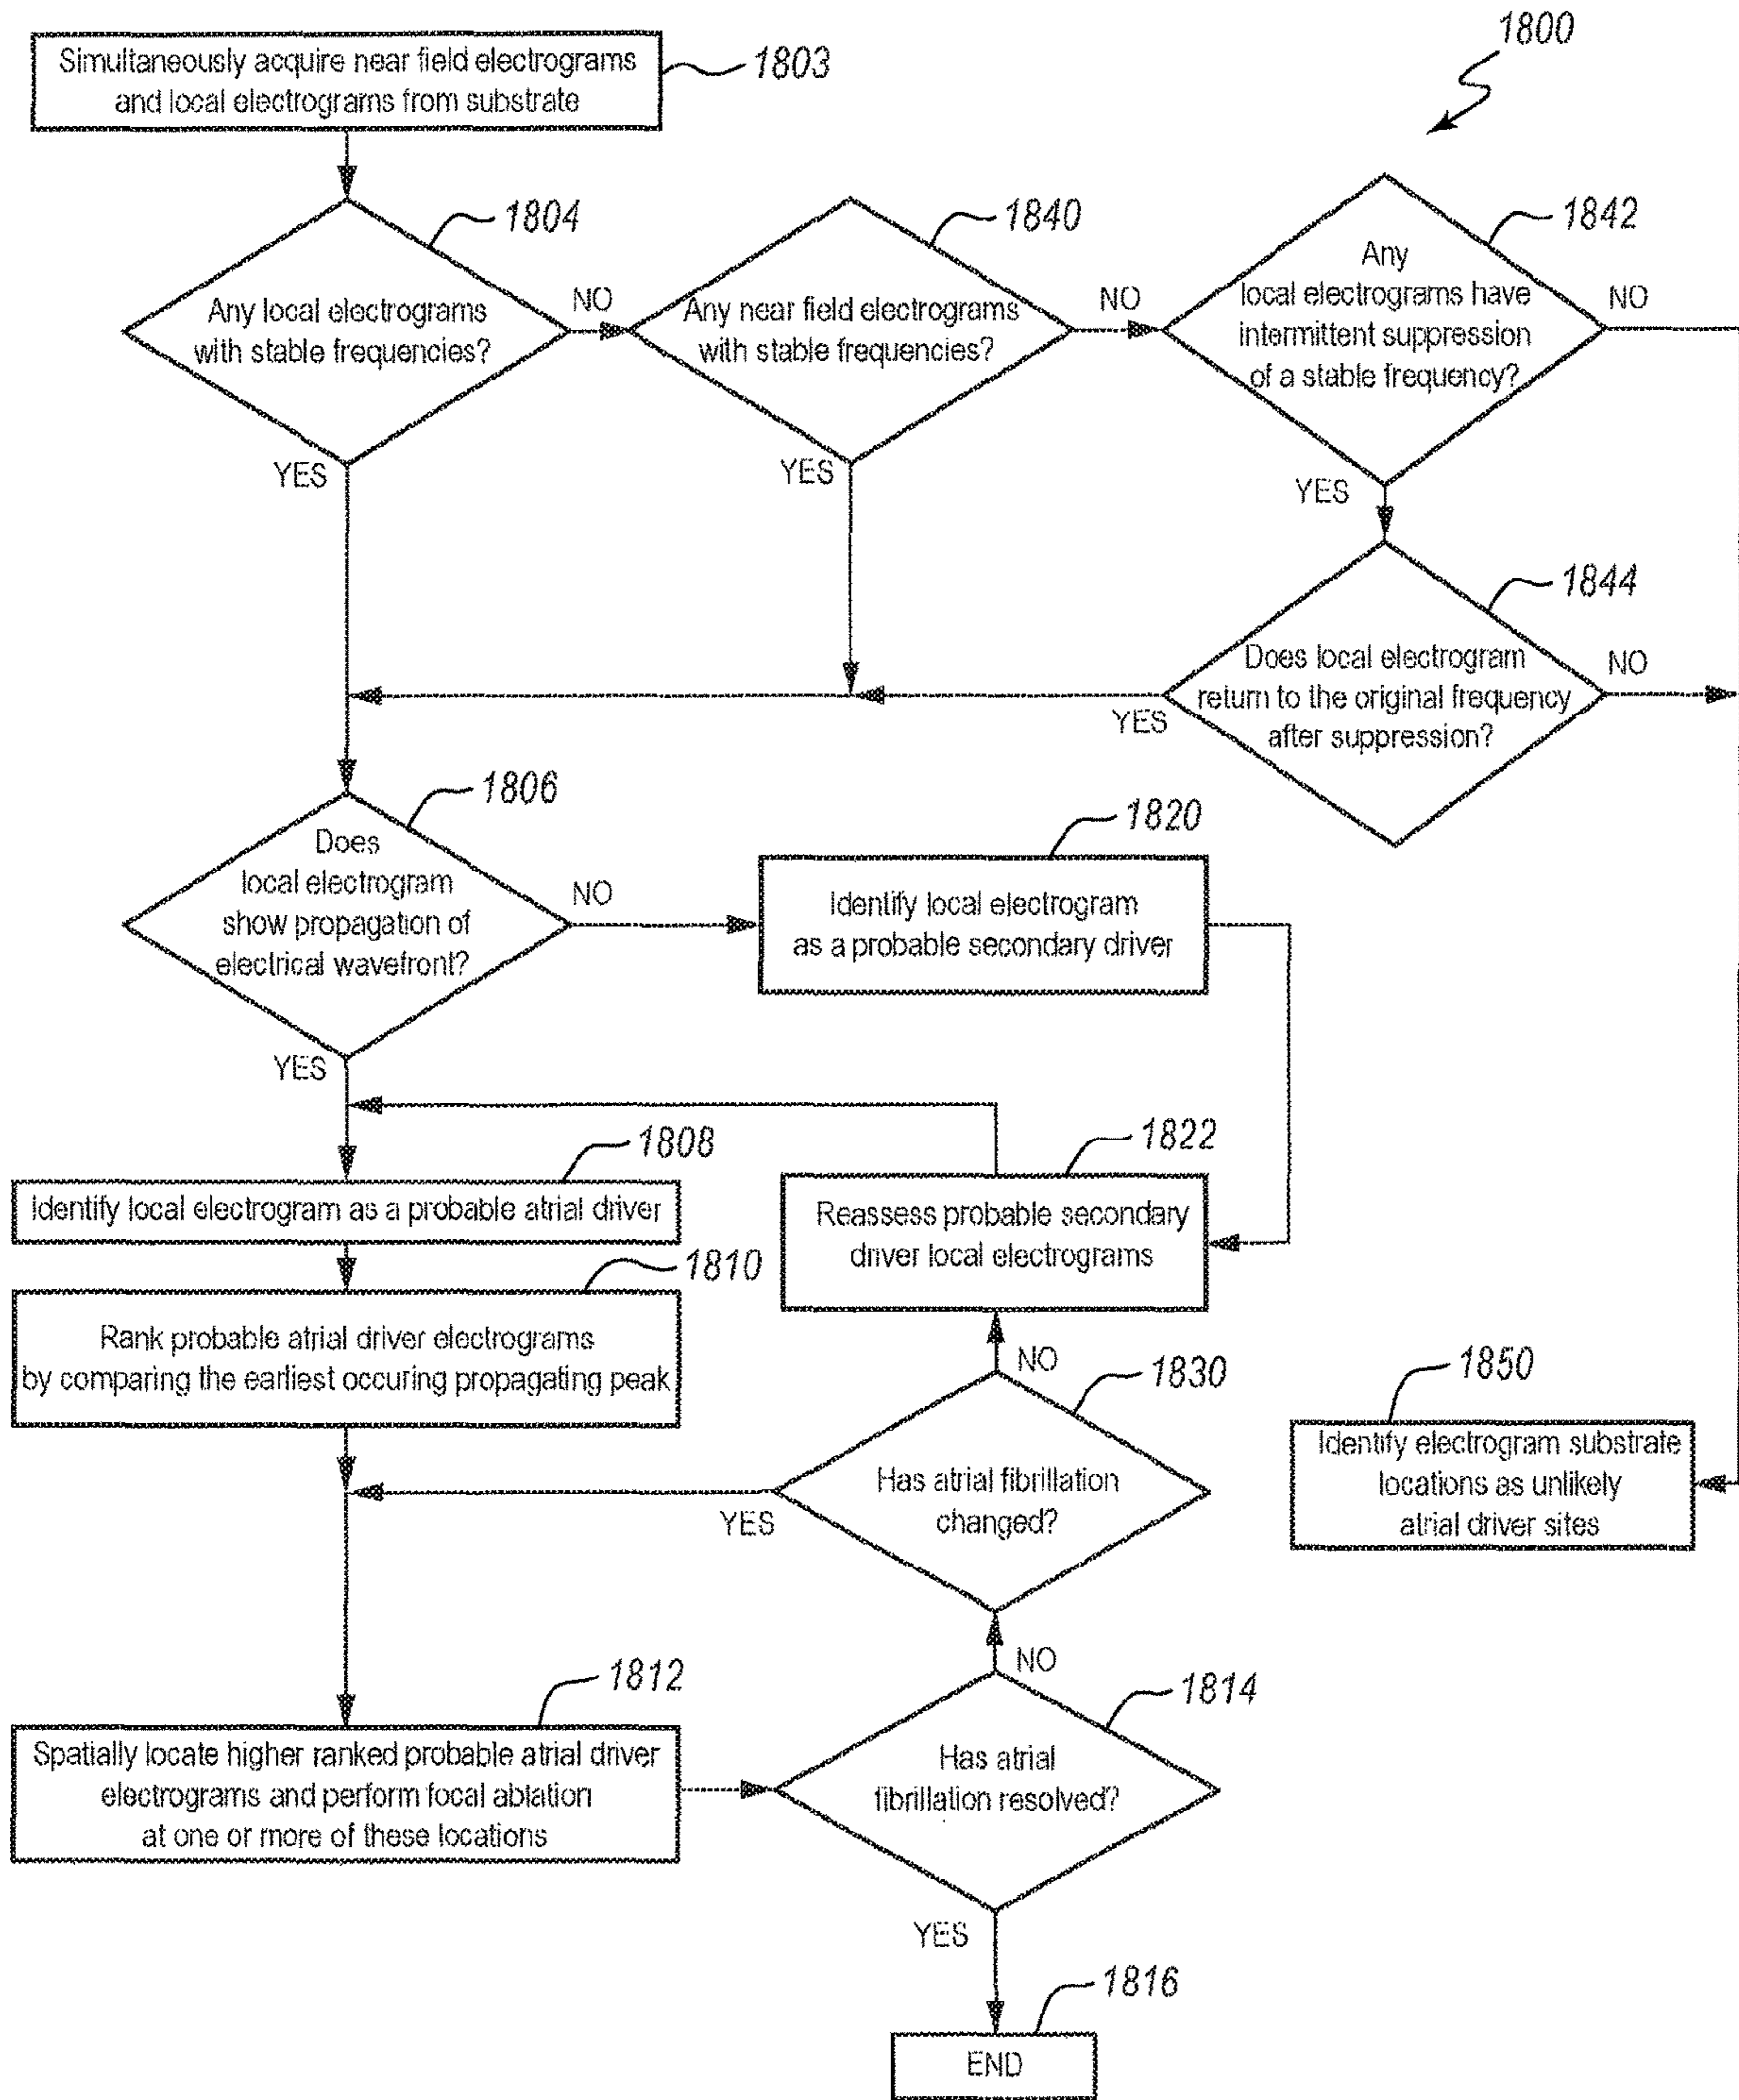 1800
Simultaneously acquire near field electrograms
and local electrograms from substrate
1803
1804
Any local electrograms
with stable frequencies?
NO
YES
1840
Any near field electrograms
with stable frequencies?
NO
YES
1842
Any
local electrograms have
intermittent suppression
of a stable frequency?
NO
YES
1844
Does local electrogram
return to the original frequency
after suppression?
NO
YES
1806
Does
local electrogram
show propagation of
electrical wavefront?
NO
YES
1820
Identify local electrogram
as a probable secondary driver
1808
Identify local electrogram as a probable atrial driver
1822
Reassess probable secondary
driver local electrograms
1810
Rank probable atrial driver electrograms
by comparing the earliest occuring propagating peak
NO
1830
Has atrial fibrillation
changed?
YES
1850
Identify electrogram substrate
locations as unlikely
atrial driver sites
1812
Spatially locate higher ranked probable atrial driver
electrograms and perform focal ablation
at one or more of these locations
NO
1814
Has atrial
fibrillation resolved?
YES
1816
END